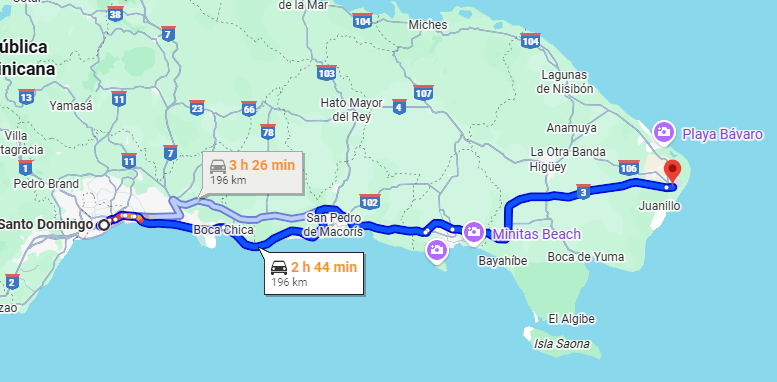 de la Mar
38
7
104
Miches
104
ública
inicana
103
Lagunas
de Nisibón
13
Yamasá
11
23
66
Hato Mayor
del Rey
4
107
78
Anamuya
Playa Bávaro
Villa
tagracia
1
11
7
La Otra Banda
Higüey
106
Pedro Brand
3 h 26 min
196 km
102
3
Juanillo
Santo Domingo
Boca Chica
San Pedro
de Macorís
Minitas Beach
Bayahíbe
Boca de Yuma
2 h 44 min
196 km
2
zao
El Algibe
Isla Saona